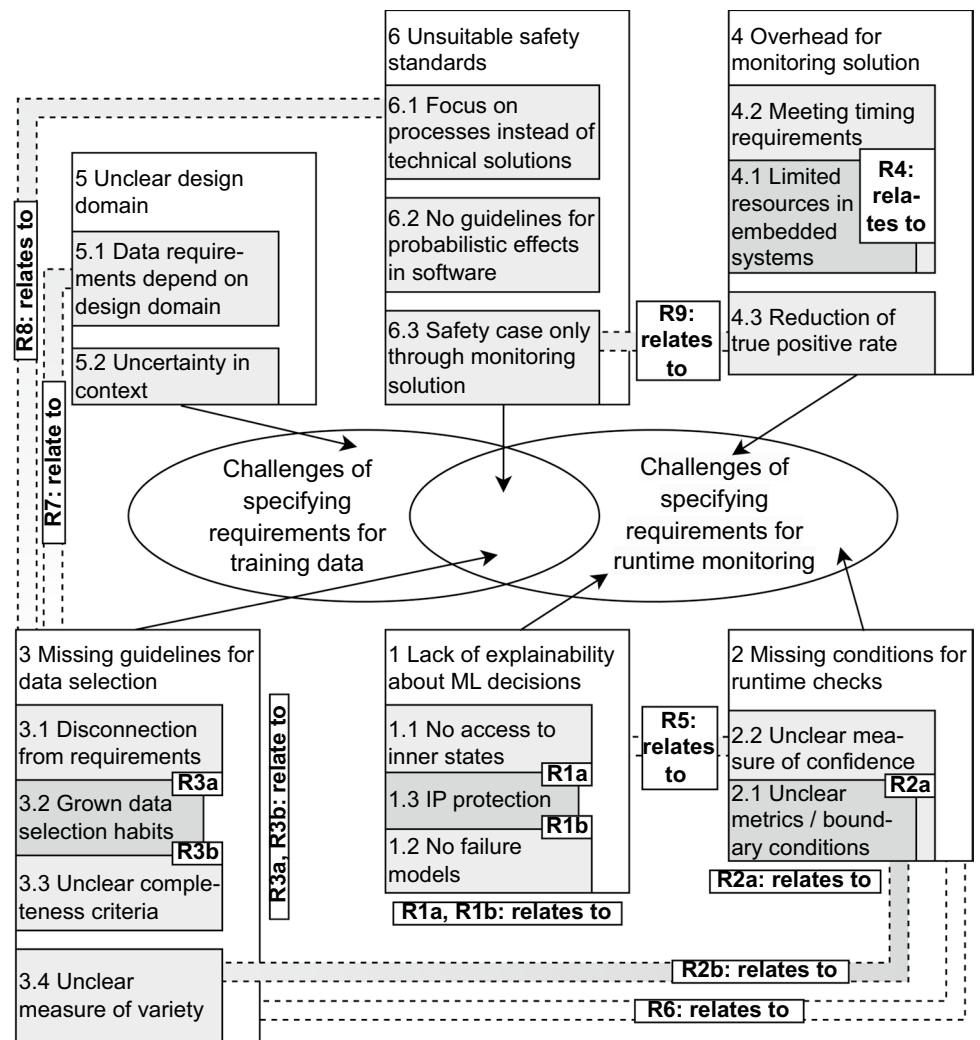 6 Unsuitable safety
standards
6.1 Focus on
processes instead of
technical solutions
6.2 No guidelines for
probabilistic effects
in software
6.3 Safety case only
through monitoring
solution
4 Overhead for
monitoring solution
4.2 Meeting timing
requirements
4.1 Limited
resources in
embedded
systems
R4:
rela-
tes to
4.3 Reduction of
true positive rate
R9:
relates
to
5 Unclear design
domain
5.1 Data require-
ments depend on
design domain
5.2 Uncertainty in
context
R8: relates to
R7: relate to
Challenges of
specifying
requirements for
training data
Challenges of
specifying
requirements for
runtime monitoring
3 Missing guidelines for
data selection
3.1 Disconnection
from requirements
R3a
3.2 Grown data
selection habits
R3b
3.3 Unclear comple-
teness criteria
3.4 Unclear
measure of variety
R3a, R3b: relate to
1 Lack of explainability
about ML decisions
1.1 No access to
inner states
R1a
1.3 IP protection
R1b
1.2 No failure
models
R1a, R1b: relates to
R5:
relates
to
2 Missing conditions for
runtime checks
2.2 Unclear mea-
sure of confidence
R2a
2.1 Unclear
metrics / bound-
ary conditions
R2a: relates to
R2b: relates to
R6: relates to